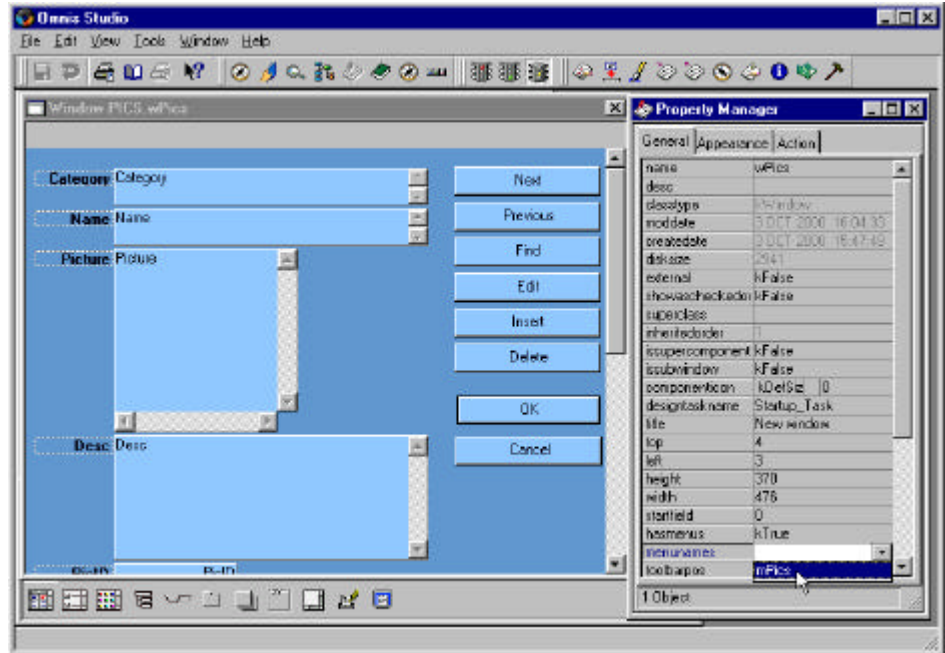 Omnis Studio
File Edit View Tools Window Help
Window PICS.wPics
Category Category
Name Name
Picture Picture
Desc Desc
Next
Previous
Find
Edit
Insert
Delete
OK
Cancel
Property Manager
General Appearance Action
name wPics
desc
classtype kWindow
moddate 3 OCT 2000 16:04:33
createdate 3 OCT 2000 15:47:49
disksize 2941
external kFalse
showascheckedou kFalse
superclass
inheritedorder 1
issupercomponent kFalse
issubwindow kFalse
componenticon kDefSiz 0
designtaskname Startup_Task
title New window
top 4
left 3
height 370
width 476
startfield 0
hasmenus kTrue
menunames
toolbarpos mPics
1 Object